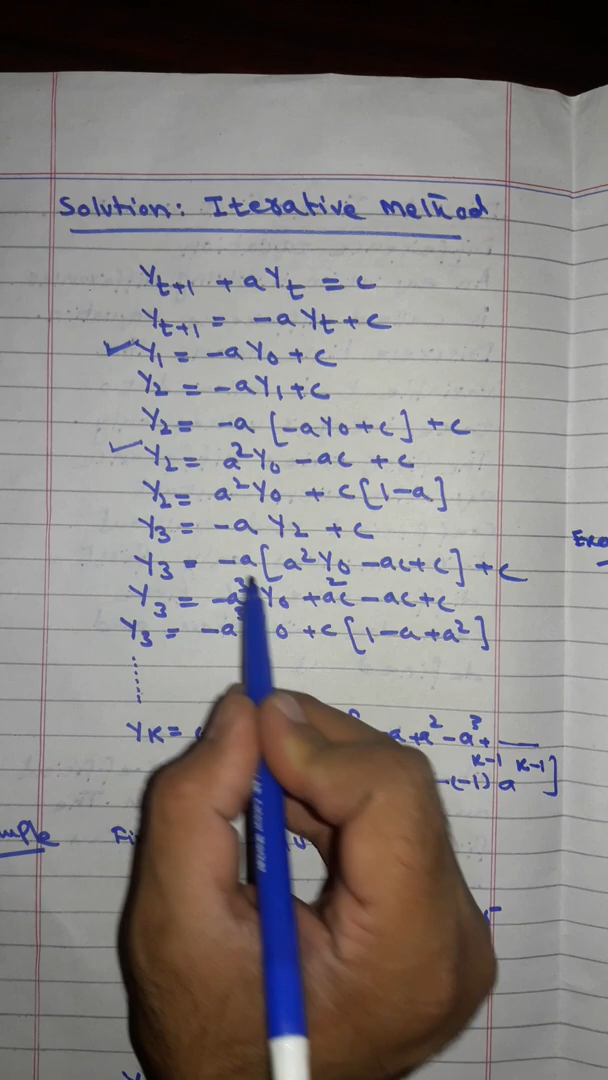 Solution: Iterative method
Yt+1 + aYt = c
Yt+1 = -aYt + c
✓ Y1 = -aY0 + c
Y2 = -aY1 + c
Y2 = -a [-aY0 + c] + c
✓ Y2 = a²Y0 - ac + c
Y2 = a²Y0 + c[1-a]
Y3 = -a Y2 + c
Y3 = -a[a²Y0 - ac + c] + c
Y3 = -a³Y0 + a²c - ac + c
Y3 = -a³ 0 + c[1-a+a²]
YK = a+a²-a³+
-(-1)ᴷ⁻¹ aᴷ⁻¹]